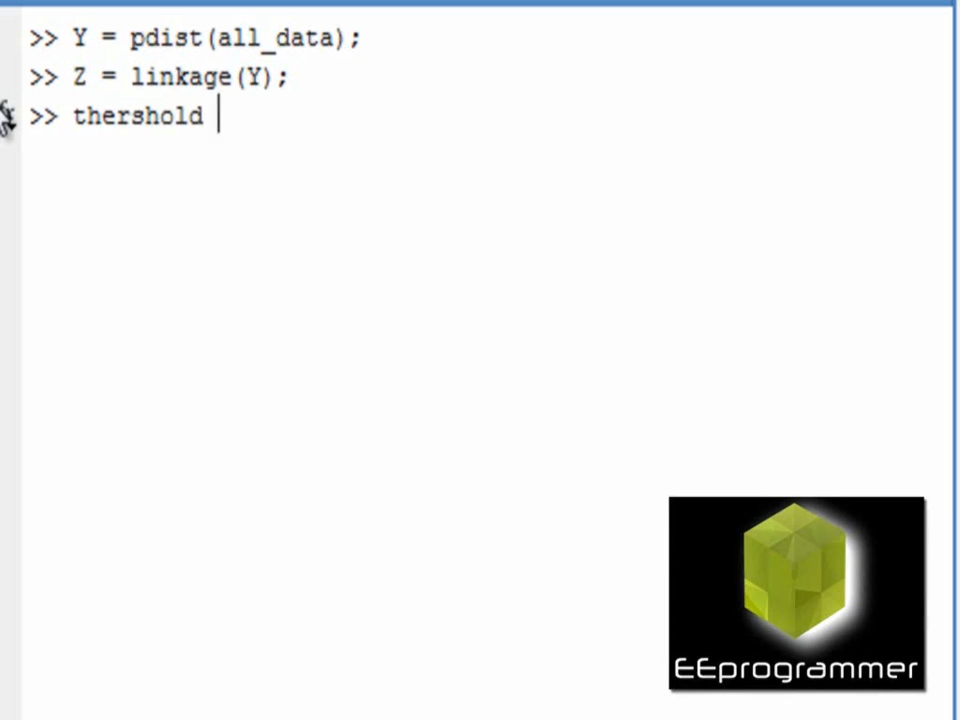 >> Y = pdist(all_data);
>> Z = linkage(Y);
>> thershold
EEprogrammer